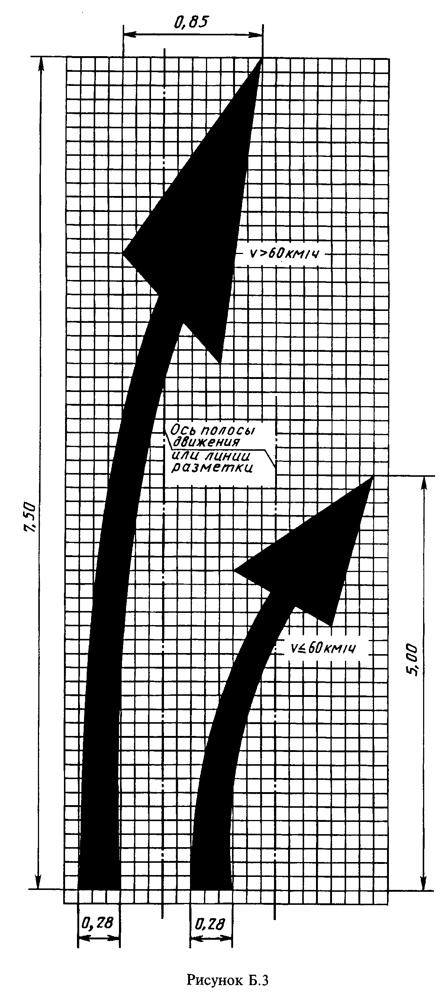 0,85
v>60км/ч
Ось полосы
движения
или линии
разметки
7,50
v≤60км/ч
5,00
0,28
0,28
Рисунок Б.3